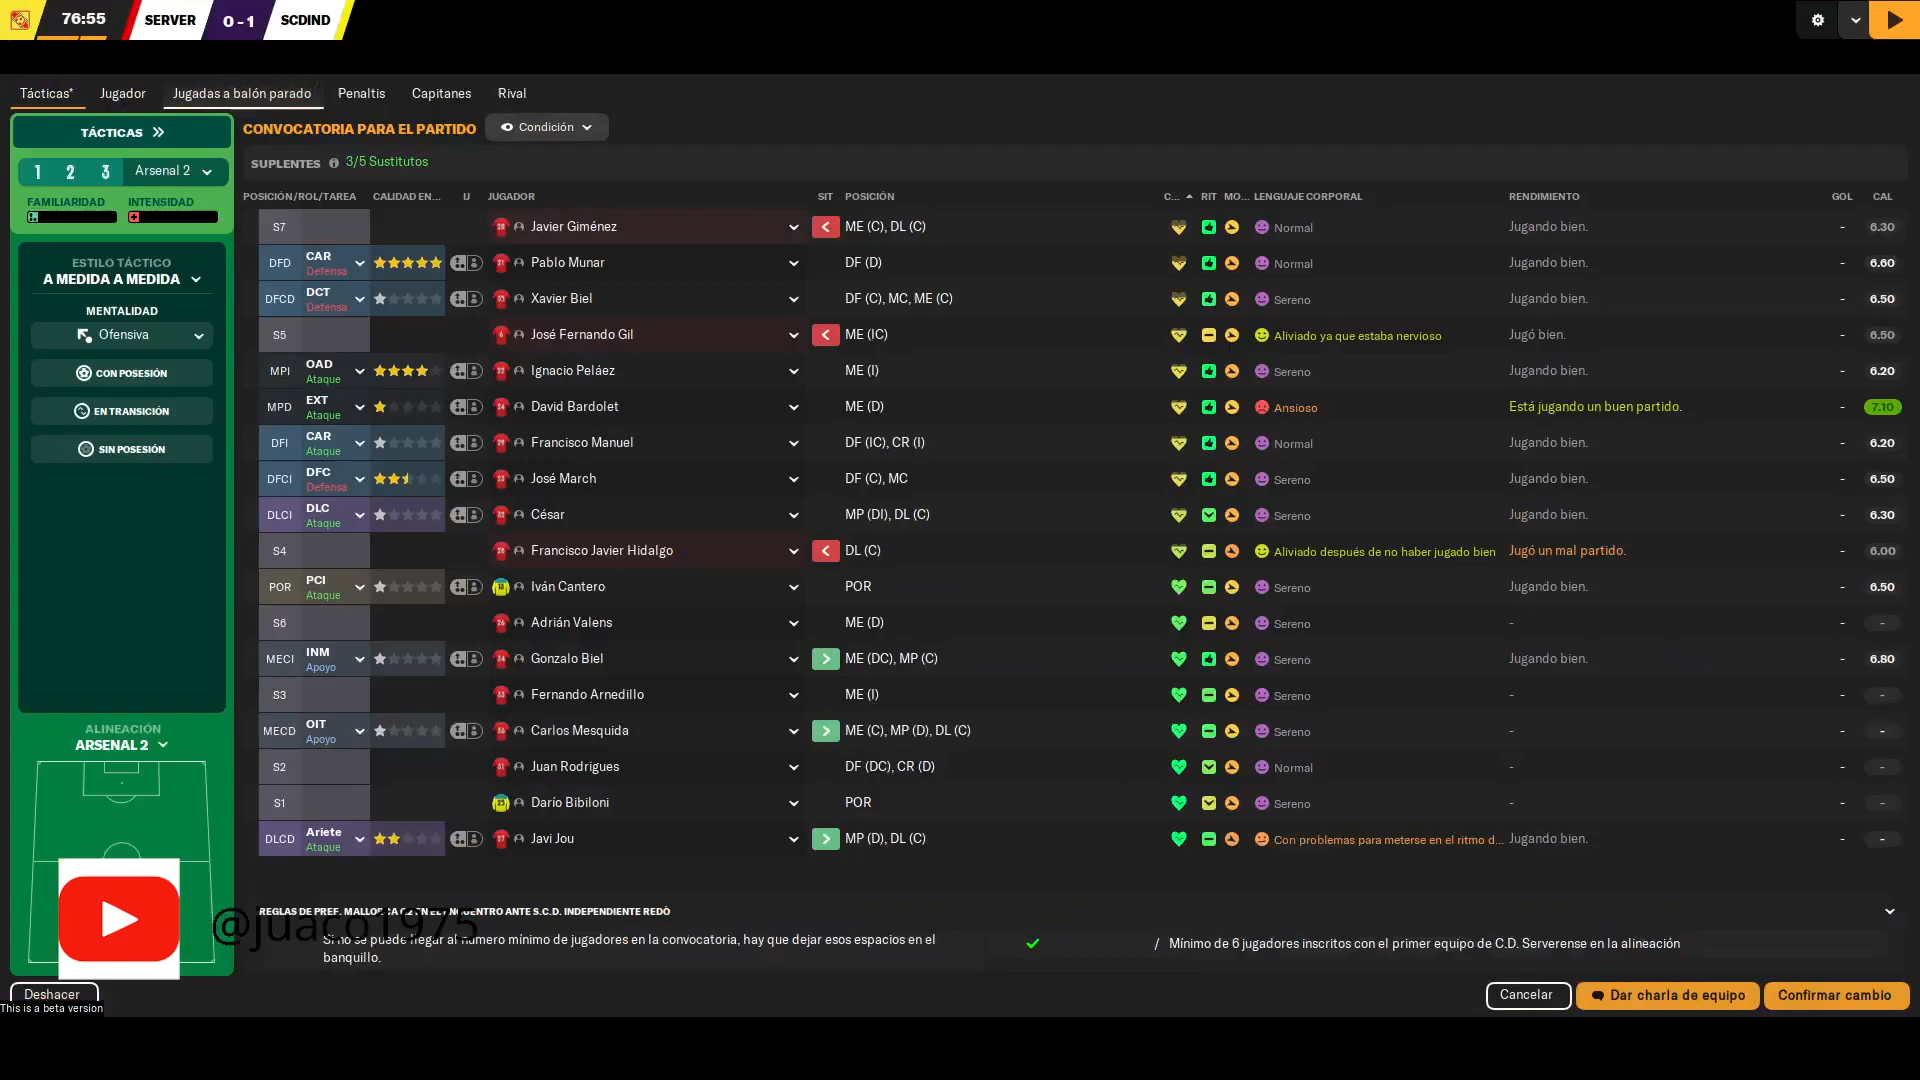 76:55 SERVER 0 - 1 SCDIND
Tácticas* Jugador Jugadas a balón parado Penaltis Capitanes Rival
TÁCTICAS
1 2 3 Arsenal 2
FAMILIARIDAD INTENSIDAD
ESTILO TÁCTICO
A MEDIDA A MEDIDA
MENTALIDAD
Ofensiva
CON POSESIÓN
EN TRANSICIÓN
SIN POSESIÓN
ALINEACIÓN
ARSENAL 2
CONVOCATORIA PARA EL PARTIDO Condición
SUPLENTES 3/5 Sustitutos
POSICIÓN/ROL/TAREA CALIDAD EN... IJ JUGADOR SIT POSICIÓN C... RIT MO... LENGUAJE CORPORAL RENDIMIENTO GOL CAL
S7 Javier Giménez ME (C), DL (C) Normal Jugando bien. - 6.30
DFD CAR Defensa Pablo Munar DF (D) Normal Jugando bien. - 6.60
DFCD DCT Defensa Xavier Biel DF (C), MC, ME (C) Sereno Jugando bien. - 6.50
S5 José Fernando Gil ME (IC) Aliviado ya que estaba nervioso Jugó bien. - 6.50
MPI OAD Ataque Ignacio Peláez ME (I) Sereno Jugando bien. - 6.20
MPD EXT Ataque David Bardolet ME (D) Ansioso Está jugando un buen partido. - 7.10
DFI CAR Ataque Francisco Manuel DF (IC), CR (I) Normal Jugando bien. - 6.20
DFCI DFC Defensa José March DF (C), MC Sereno Jugando bien. - 6.50
DLCI DLC Ataque César MP (DI), DL (C) Sereno Jugando bien. - 6.30
S4 Francisco Javier Hidalgo DL (C) Aliviado después de no haber jugado bien Jugó un mal partido. - 6.00
POR PCI Ataque Iván Cantero POR Sereno Jugando bien. - 6.50
S6 Adrián Valens ME (D) Sereno - - -
MECI INM Apoyo Gonzalo Biel ME (DC), MP (C) Sereno Jugando bien. - 6.80
S3 Fernando Arnedillo ME (I) Sereno - - -
MECD OIT Apoyo Carlos Mesquida ME (C), MP (D), DL (C) Sereno - - -
S2 Juan Rodrigues DF (DC), CR (D) Normal - - -
S1 Darío Bibiloni POR Sereno - - -
DLCD Ariete Ataque Javi Jou MP (D), DL (C) Con problemas para meterse en el ritmo d... Jugando bien. - -
REGLAS DE PREF. MALLORCA G2 EN EL ENCUENTRO ANTE S.C.D. INDEPENDIENTE REDÒ
@juaco1975
Si no se puede llegar al número mínimo de jugadores en la convocatoria, hay que dejar esos espacios en el
banquillo.
/ Mínimo de 6 jugadores inscritos con el primer equipo de C.D. Serverense en la alineación
Deshacer Cancelar Dar charla de equipo Confirmar cambio
This is a beta version